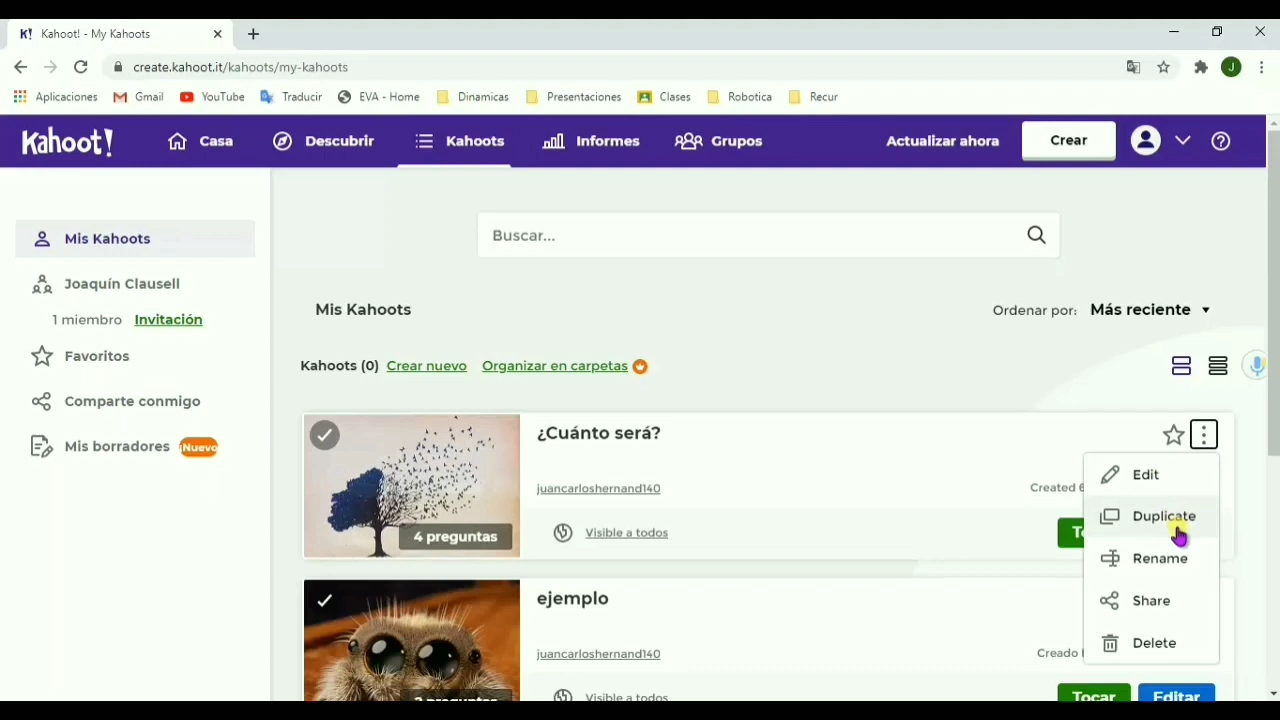 K! Kahoot! - My Kahoots
create.kahoot.it/kahoots/my-kahoots
J
Aplicaciones Gmail YouTube Traducir EVA - Home Dinamicas Presentaciones Clases Robotica Recur
Kahoot! Casa Descubrir Kahoots Informes Grupos Actualizar ahora Crear
Mis Kahoots
Joaquín Clausell
1 miembro Invitación
Favoritos
Comparte conmigo
Mis borradores ¡Nuevo
Buscar...
Mis Kahoots
Ordenar por: Más reciente
Kahoots (0) Crear nuevo Organizar en carpetas
¿Cuánto será?
juancarloshernand140
Created
4 preguntas
Visible a todos
Edit
Duplicate
Rename
Share
Delete
ejemplo
juancarloshernand140
Creado
preguntas
Visible a todos
Tocar Editar